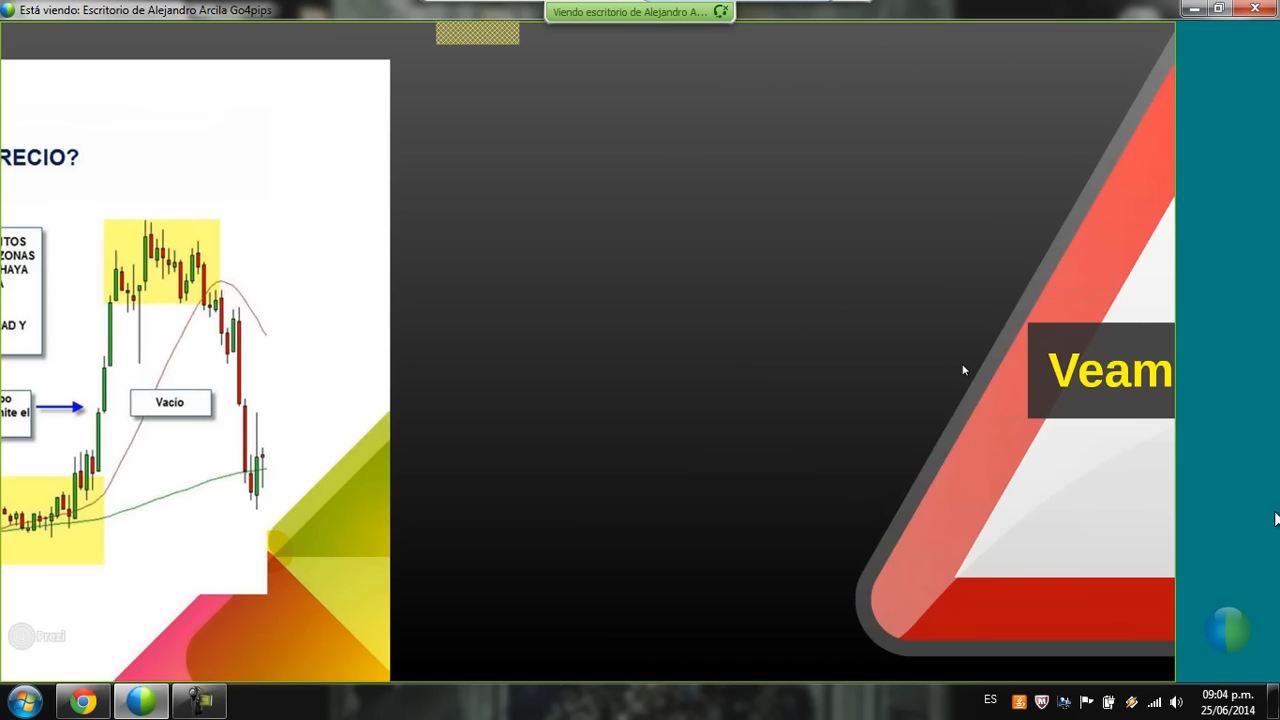 Está viendo: Escritorio de Alejandro Arcila Go4pips
Viendo escritorio de Alejandro A...
RECIO?
ZONAS
HAYA
AD Y
Vacio
Veam
Prezi
ES
09:04 p.m.
25/06/2014